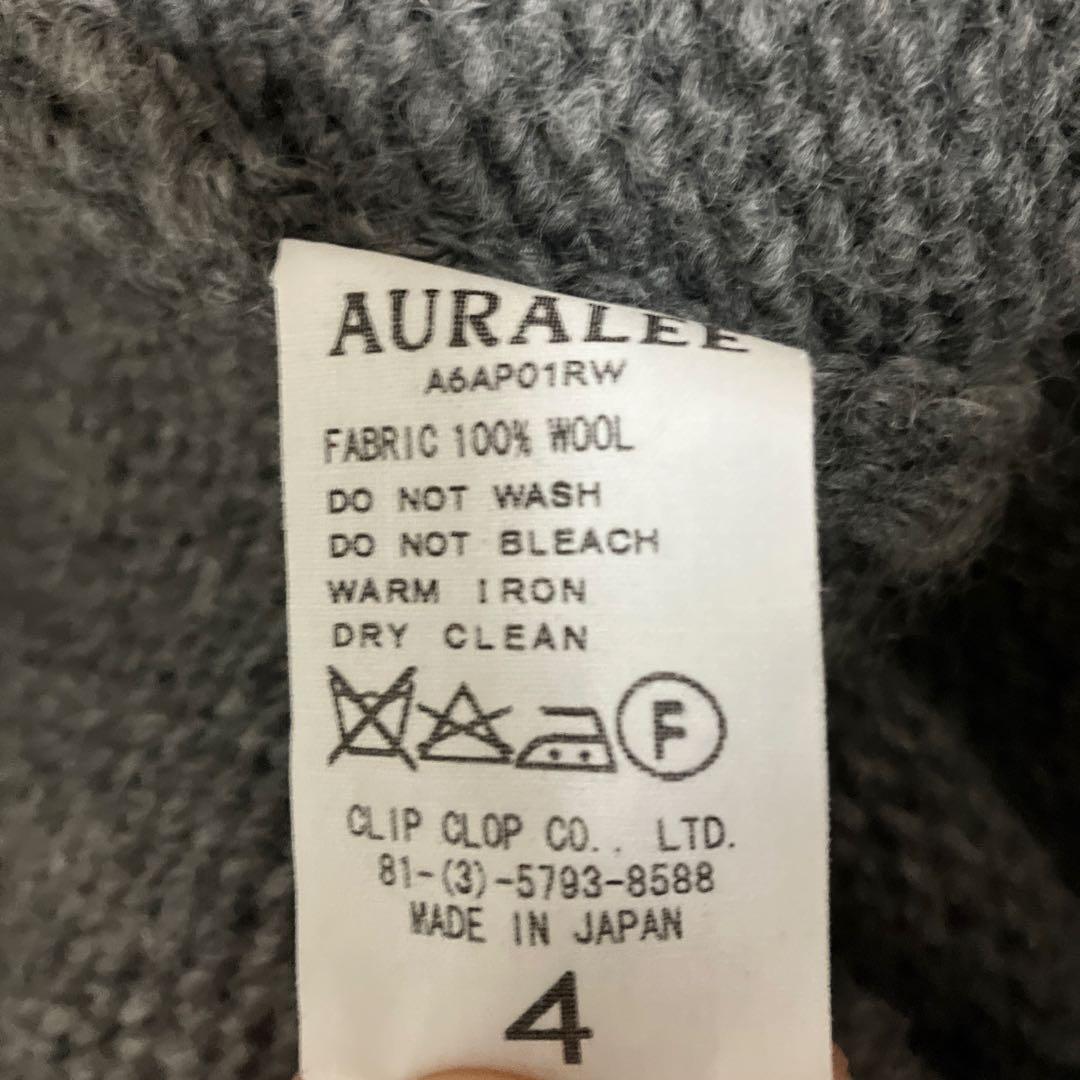 AURALEE
A6AP01RW
FABRIC 100% WOOL
DO NOT WASH
DO NOT BLEACH
WARM IRON
DRY CLEAN
F
CLIP CLOP CO., LTD.
81-(3)-5793-8588
MADE IN JAPAN
4